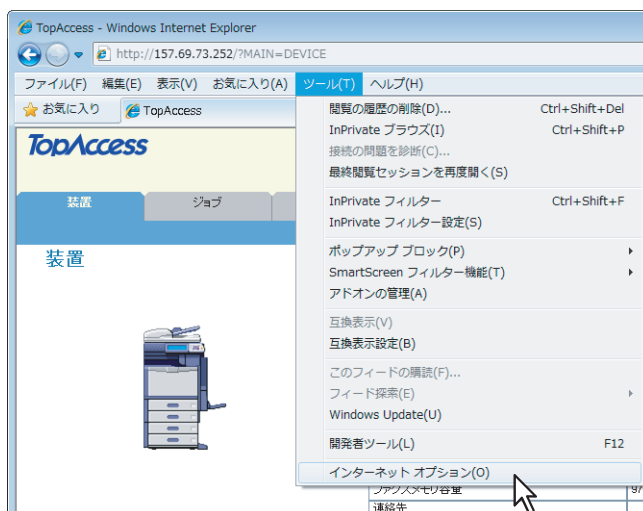 TopAccess - Windows Internet Explorer
http://157.69.73.252/?MAIN=DEVICE
ファイル(F) 編集(E) 表示(V) お気に入り(A) ツール(T) ヘルプ(H)
お気に入り TopAccess
TopAccess
装置 ジョブ
装置
閲覧の履歴の削除(D)... Ctrl+Shift+Del
InPrivate ブラウズ(I) Ctrl+Shift+P
接続の問題を診断(C)...
最終閲覧セッションを再度開く(S)
InPrivate フィルター Ctrl+Shift+F
InPrivate フィルター設定(S)
ポップアップ ブロック(P)
SmartScreen フィルター機能(T)
アドオンの管理(A)
互換表示(V)
互換表示設定(B)
このフィードの購読(F)...
フィード探索(E)
Windows Update(U)
開発者ツール(L) F12
インターネット オプション(O)
ファクスメモリ容量
連絡先